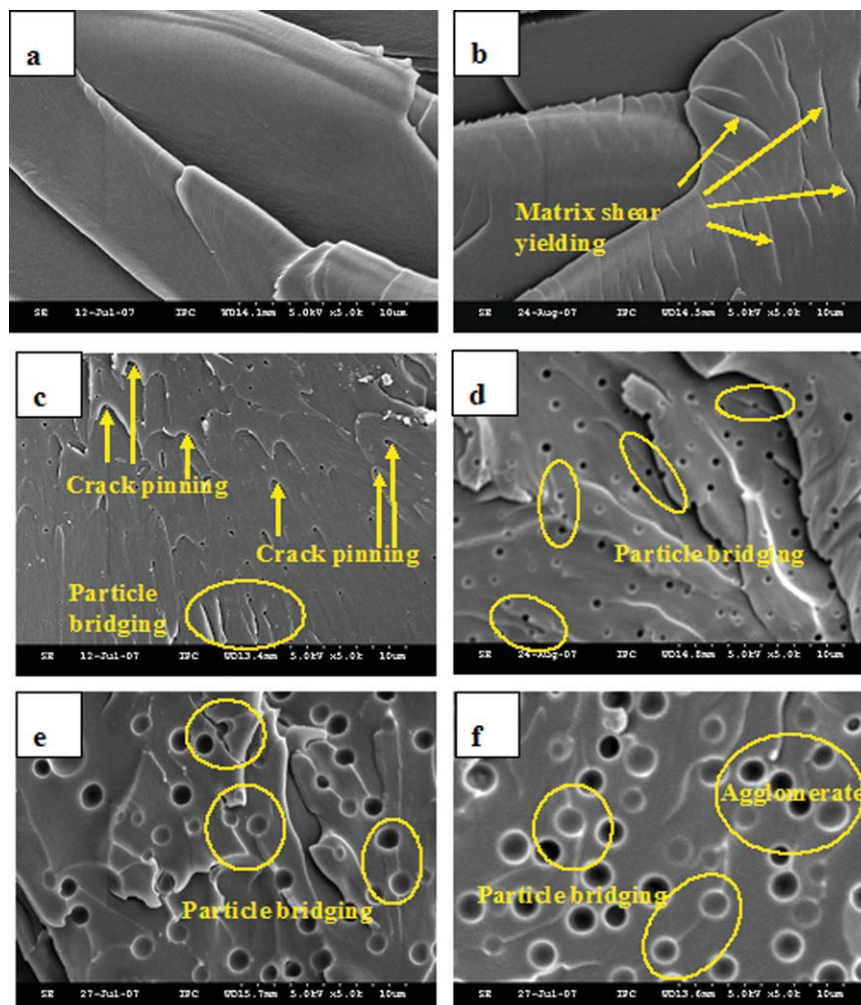 a
b
Matrix shear
yielding
SE 12-Jul-07 IPC WD14.1mm 5.0kV x5.0k 10um
SE 24-Aug-07 IPC WD14.5mm 5.0kV x5.0k 10um
c
Crack pinning
Crack pinning
Particle
bridging
d
Particle bridging
SE 12-Jul-07 IPC WD13.4mm 5.0kV x5.0k 10um
SE 24-Aug-07 IPC WD14.8mm 5.0kV x5.0k 10um
e
Particle bridging
f
Agglomerate
Particle bridging
SE 27-Jul-07 IPC WD15.7mm 5.0kV x5.0k 10um
SE 27-Jul-07 IPC WD13.6mm 5.0kV x5.0k 10um